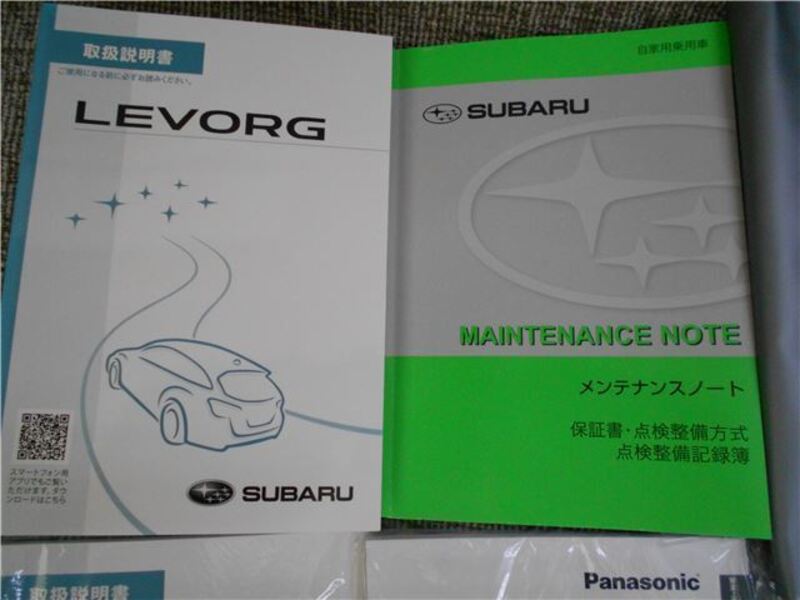 取扱説明書
ご使用になる前に必ずお読みください。
LEVORG
スマートフォン用
アプリでもご覧い
ただけます。ダウ
ンロードはこちら
SUBARU
自家用乗用車
SUBARU
MAINTENANCE NOTE
メンテナンスノート
保証書・点検整備方式
点検整備記録簿
取扱説明書
Panasonic